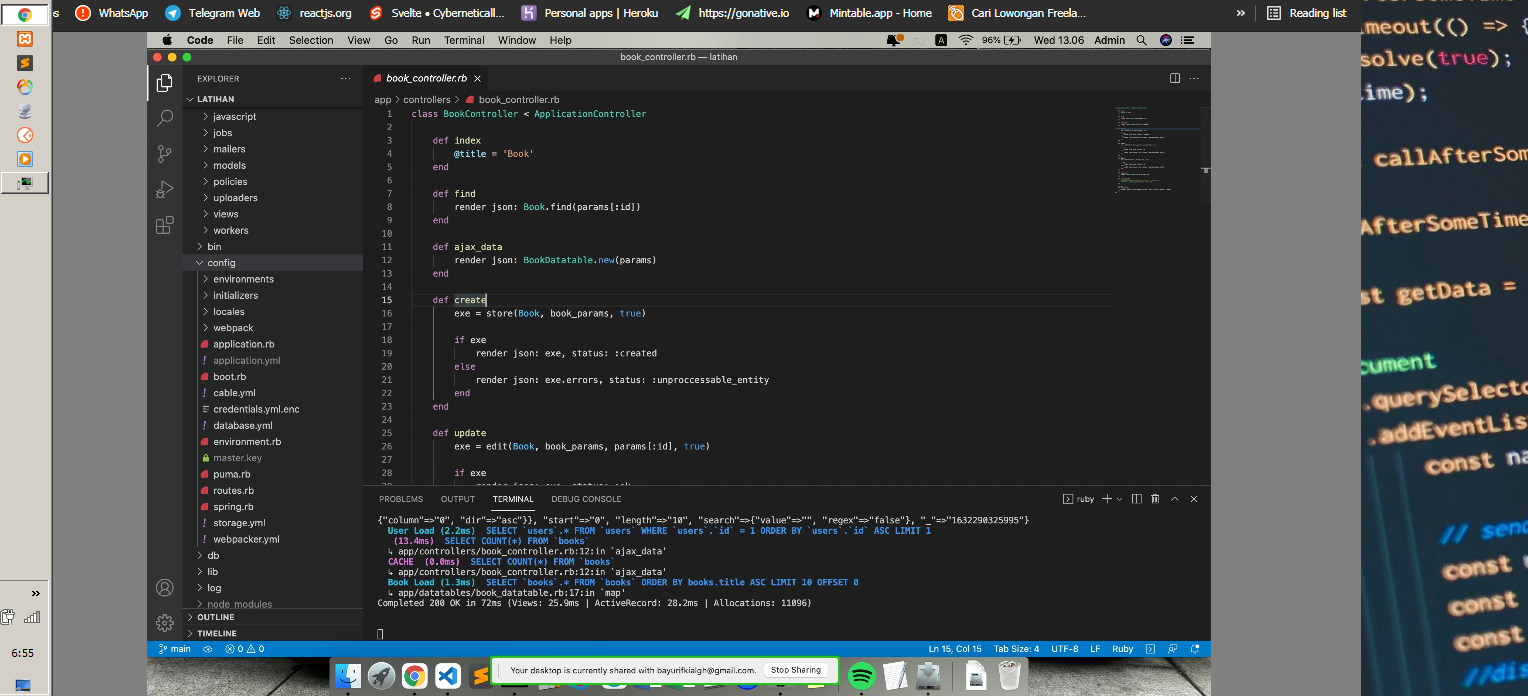 s WhatsApp Telegram Web reactjs.org Svelte • Cyberneticall... Personal apps | Heroku https://gonative.io Mintable.app - Home Cari Lowongan Freela... » Reading list
Code File Edit Selection View Go Run Terminal Window Help 96% Wed 13.06 Admin
book_controller.rb — latihan
EXPLORER ...
book_controller.rb ×
LATIHAN
app > controllers > book_controller.rb
javascript
jobs
mailers
models
policies
uploaders
views
workers
bin
config
environments
initializers
locales
webpack
application.rb
! application.yml
boot.rb
! cable.yml
credentials.yml.enc
! database.yml
environment.rb
master.key
puma.rb
routes.rb
spring.rb
! storage.yml
! webpacker.yml
db
lib
log
node modules
OUTLINE
TIMELINE
1 class BookController < ApplicationController
2
3 def index
4 @title = 'Book'
5 end
6
7 def find
8 render json: Book.find(params[:id])
9 end
10
11 def ajax_data
12 render json: BookDatatable.new(params)
13 end
14
15 def create
16 exe = store(Book, book_params, true)
17
18 if exe
19 render json: exe, status: :created
20 else
21 render json: exe.errors, status: :unproccessable_entity
22 end
23 end
24
25 def update
26 exe = edit(Book, book_params, params[:id], true)
27
28 if exe
PROBLEMS OUTPUT TERMINAL DEBUG CONSOLE ruby
{"column"=>"0", "dir"=>"asc"}}, "start"=>"0", "length"=>"10", "search"=>{"value"=>"", "regex"=>"false"}, "_"=>"1632290325995"}
User Load (2.2ms) SELECT `users`.* FROM `users` WHERE `users`.`id` = 1 ORDER BY `users`.`id` ASC LIMIT 1
(13.4ms) SELECT COUNT(*) FROM `books`
↳ app/controllers/book_controller.rb:12:in `ajax_data'
CACHE (0.0ms) SELECT COUNT(*) FROM `books`
↳ app/controllers/book_controller.rb:12:in `ajax_data'
Book Load (1.3ms) SELECT `books`.* FROM `books` ORDER BY books.title ASC LIMIT 10 OFFSET 0
↳ app/datatables/book_datatable.rb:17:in `map'
Completed 200 OK in 72ms (Views: 25.9ms | ActiveRecord: 28.2ms | Allocations: 11096)
main 0 0 Ln 15, Col 15 Tab Size: 4 UTF-8 LF Ruby
Your desktop is currently shared with bayurifkialgh@gmail.com. Stop Sharing
»
6:55
meout(() => {
solve(true);
ime);
callAfterSom
AfterSomeTime
st getData =
cument
.querySelecto
.addEventLis
const na
// send
const
const
const
//dis